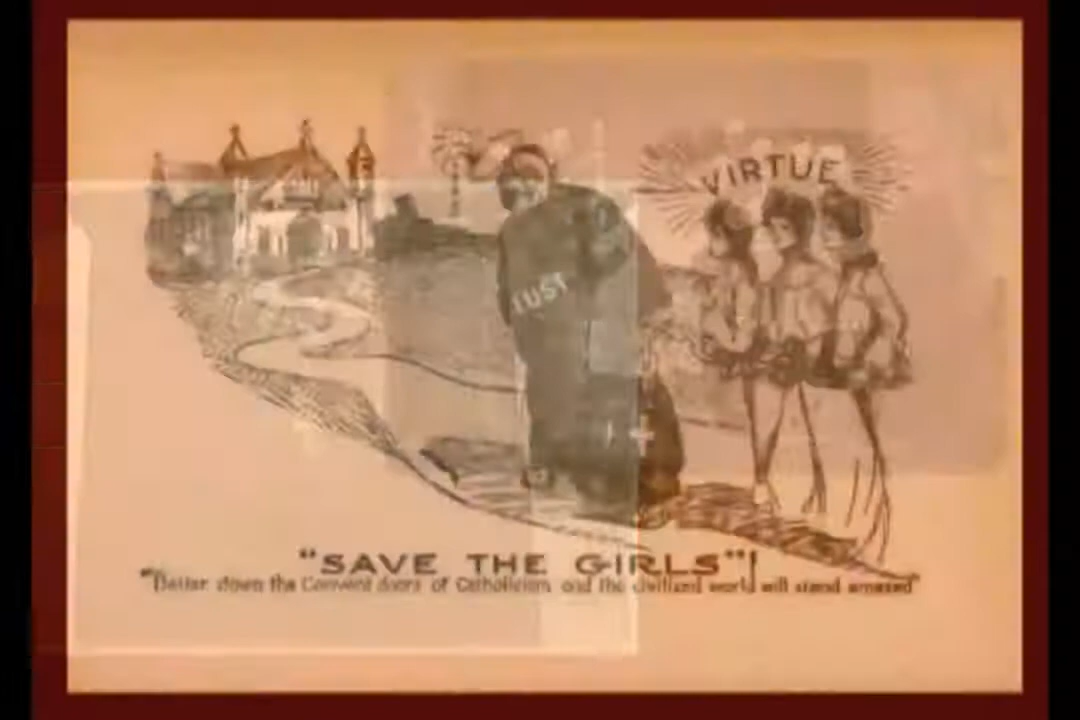 VIRTUE
LUST
"SAVE THE GIRLS"!
"Batter down the Convent doors of Catholicism and the civilized world will stand amazed"